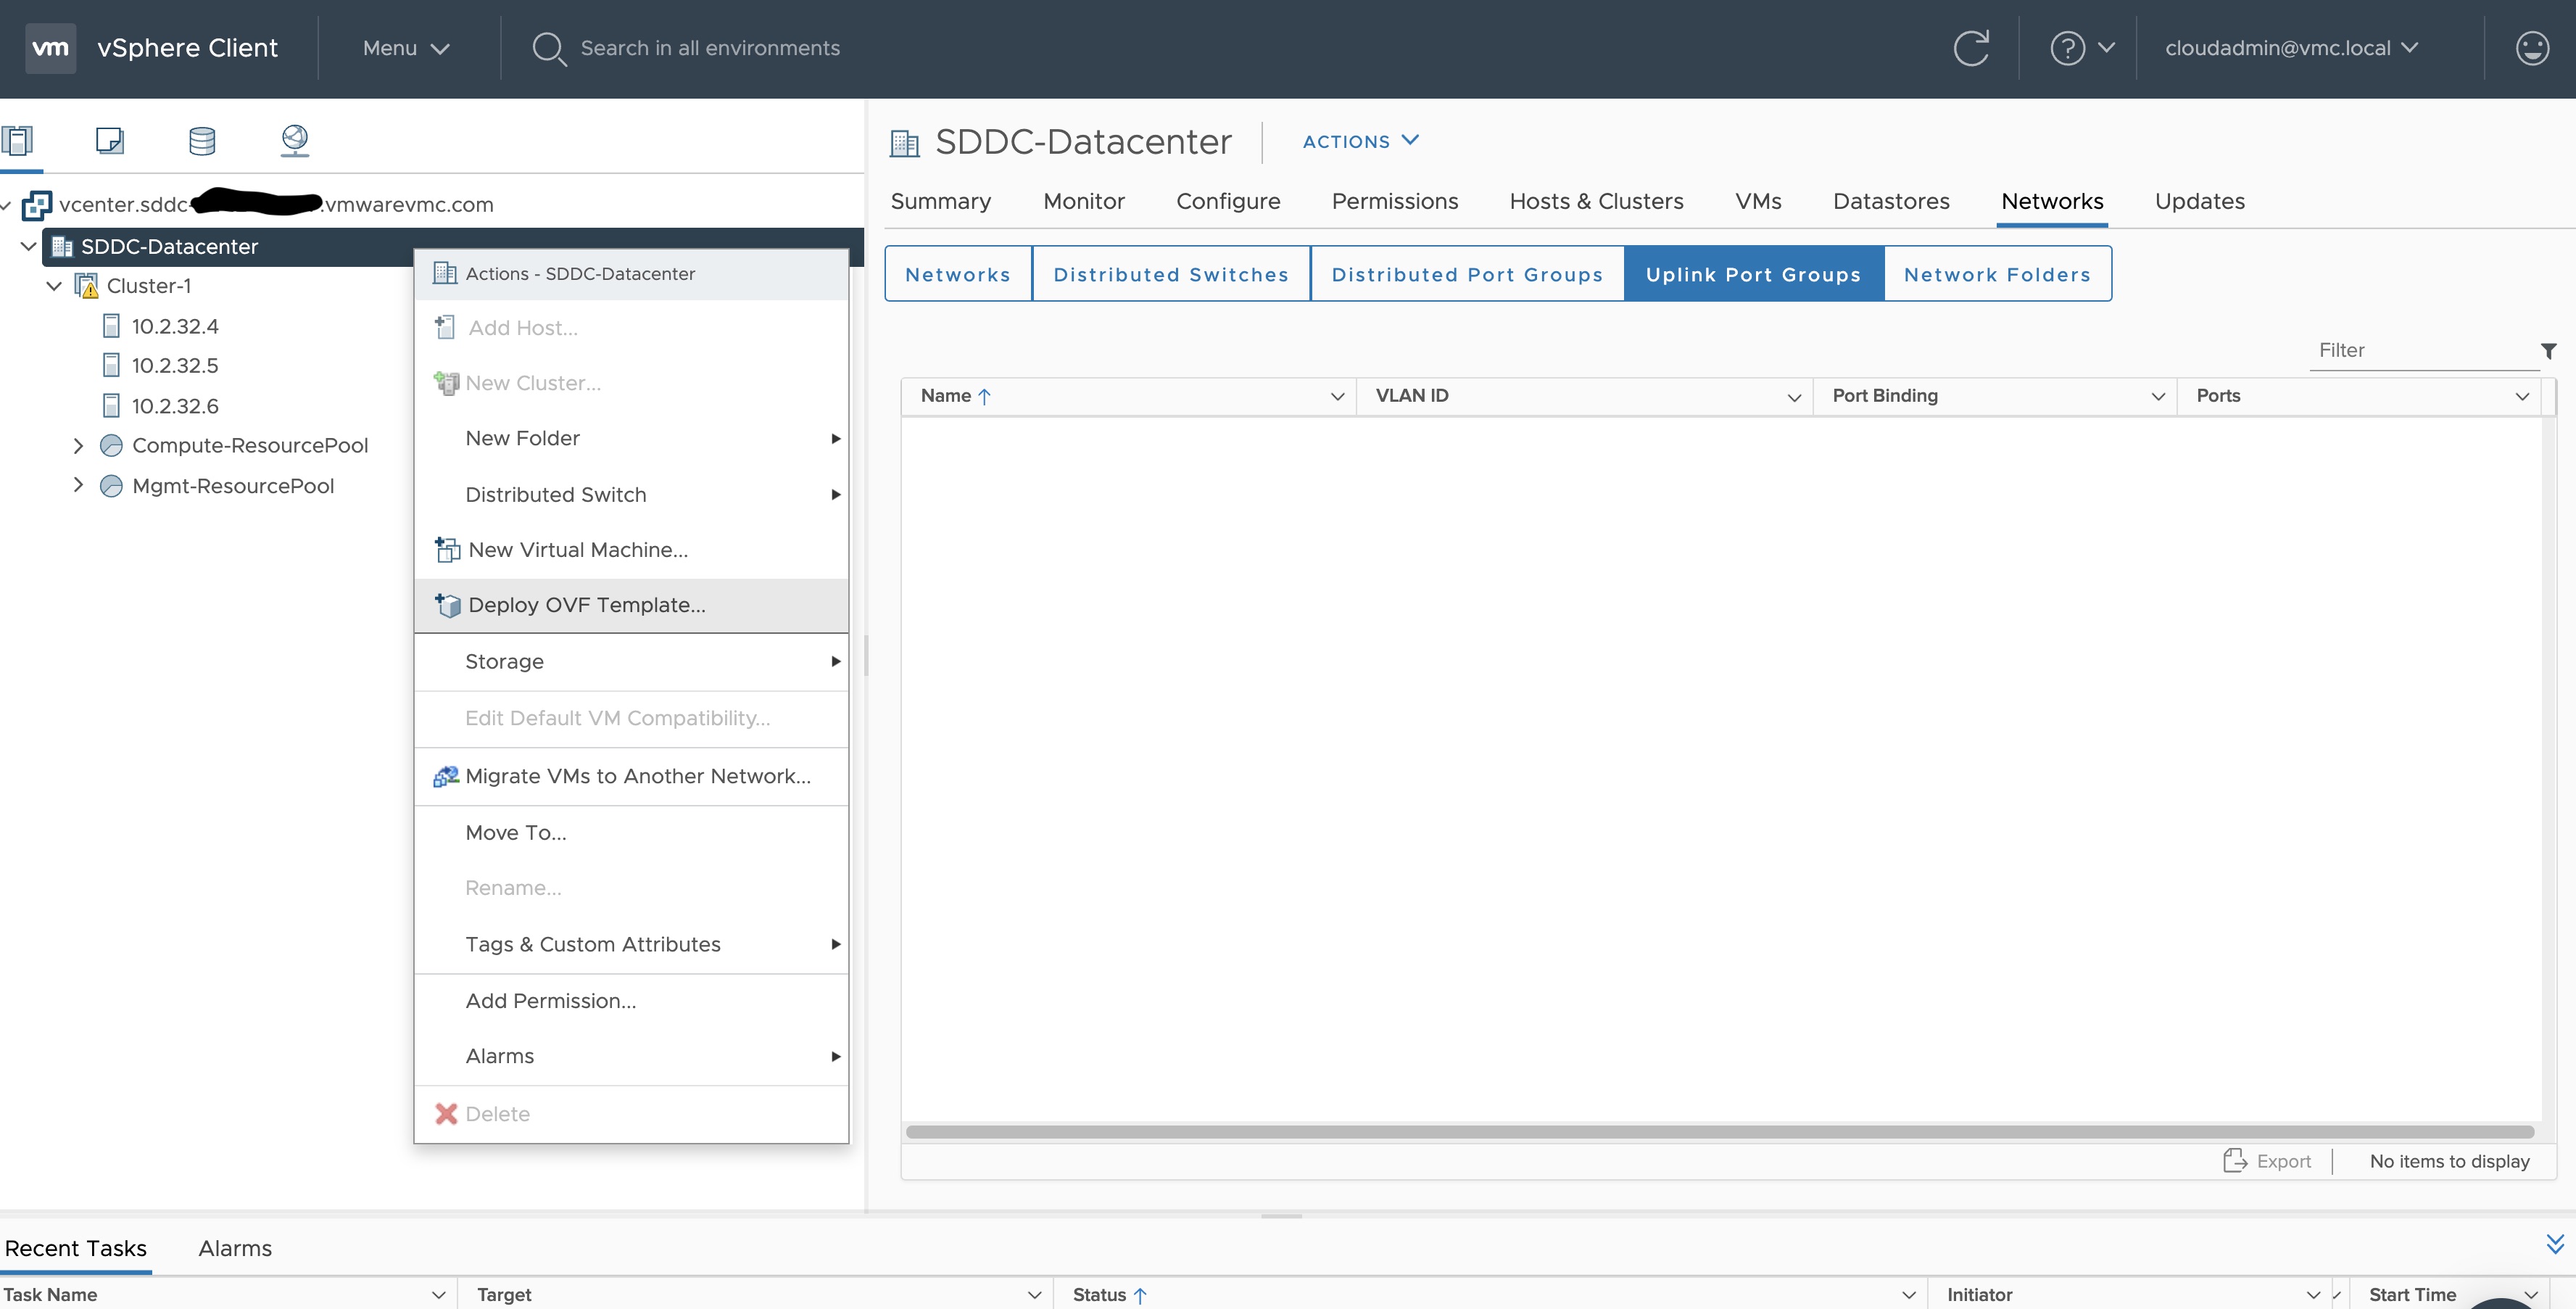 vm vSphere Client Menu Search in all environments ? cloudadmin@vmc.local
SDDC-Datacenter ACTIONS
Summary Monitor Configure Permissions Hosts & Clusters VMs Datastores Networks Updates
Networks Distributed Switches Distributed Port Groups Uplink Port Groups Network Folders
Filter
Name VLAN ID Port Binding Ports
Export No items to display
vcenter.sddc- .vmwarevmc.com
SDDC-Datacenter
Cluster-1
10.2.32.4
10.2.32.5
10.2.32.6
Compute-ResourcePool
Mgmt-ResourcePool
Actions - SDDC-Datacenter
Add Host...
New Cluster...
New Folder
Distributed Switch
New Virtual Machine...
Deploy OVF Template...
Storage
Edit Default VM Compatibility...
Migrate VMs to Another Network...
Move To...
Rename...
Tags & Custom Attributes
Add Permission...
Alarms
Delete
Recent Tasks Alarms
Task Name Target Status Initiator Start Time